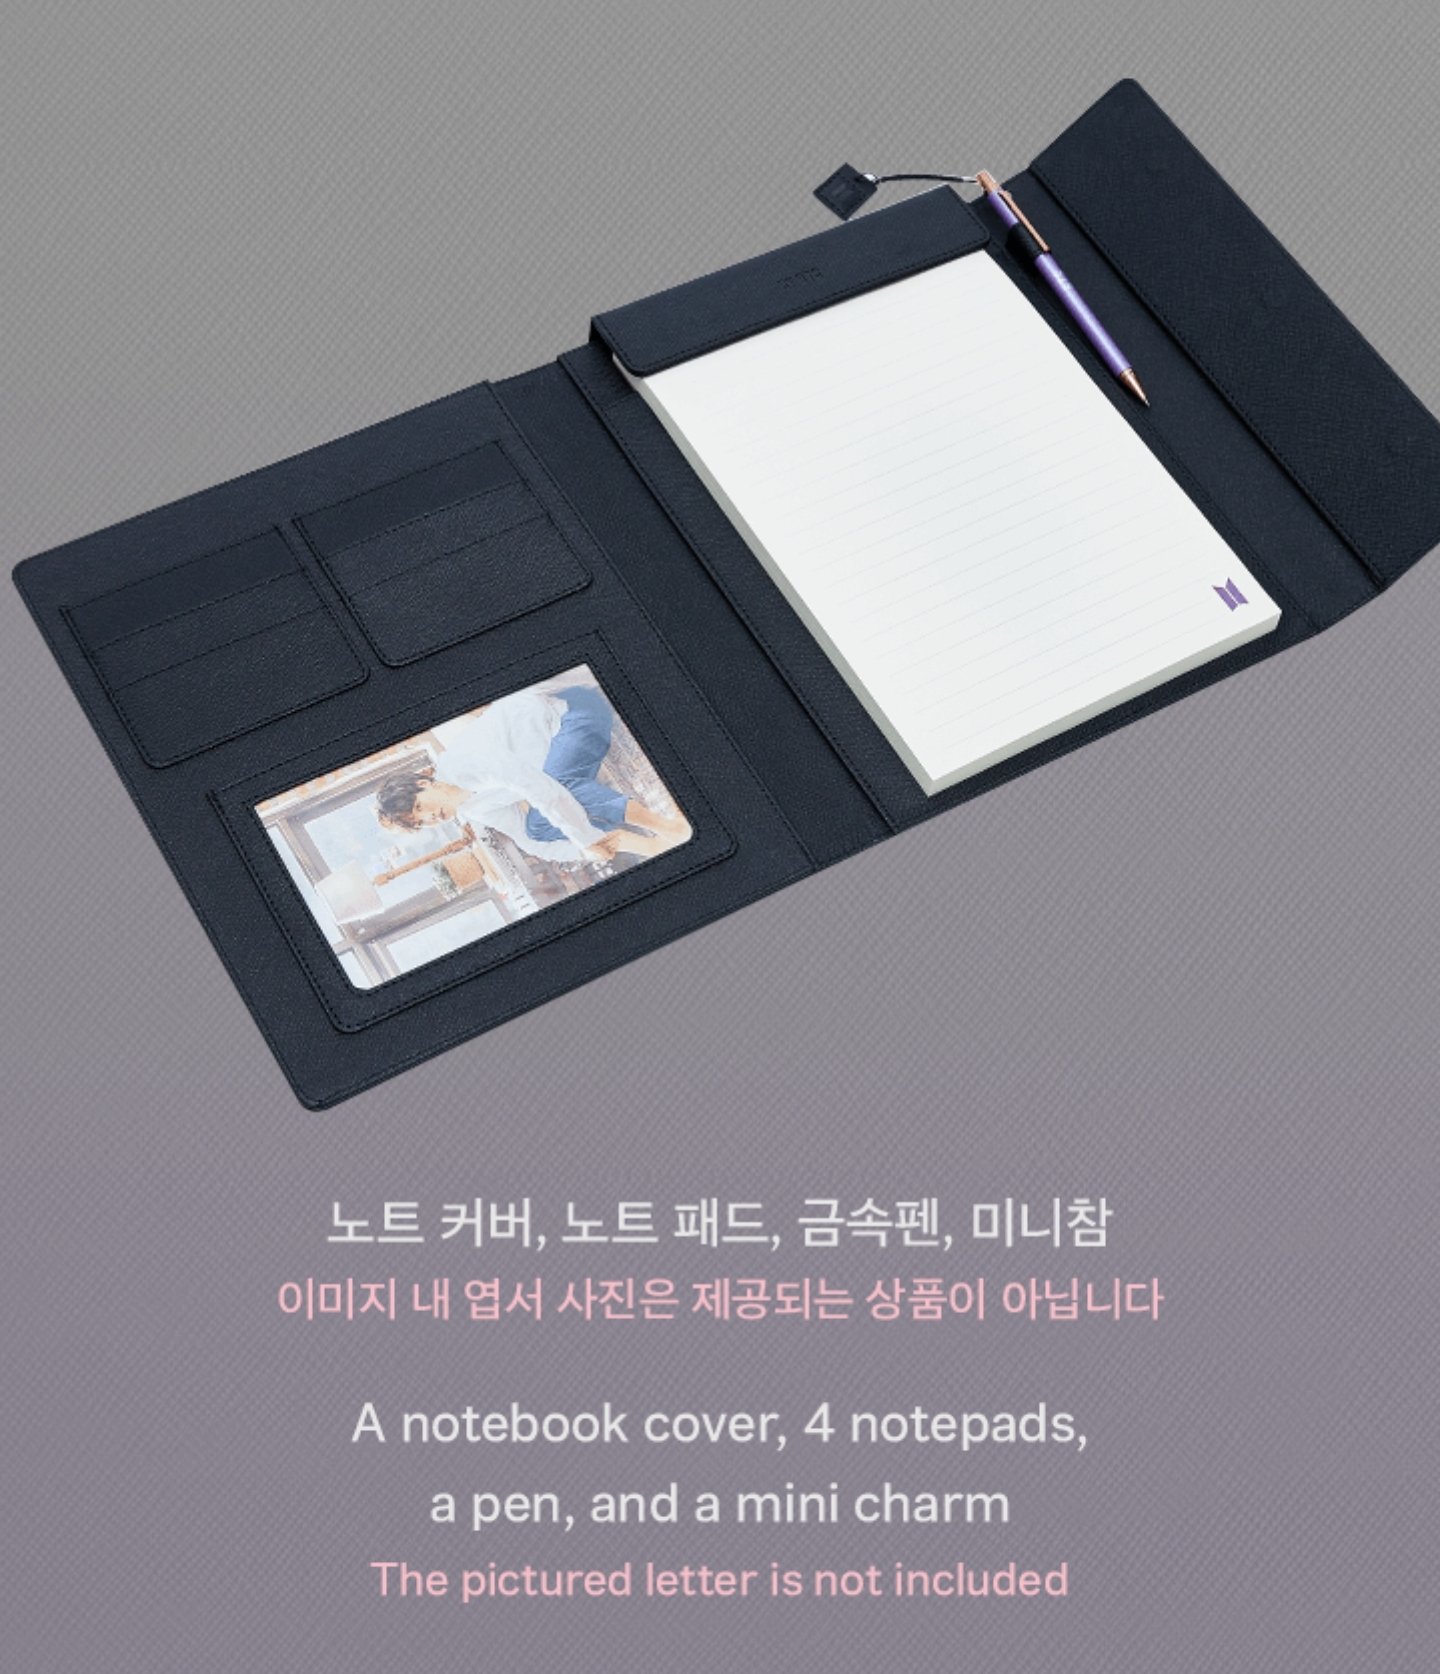 노트 커버, 노트 패드, 금속펜, 미니참
이미지 내 엽서 사진은 제공되는 상품이 아닙니다
A notebook cover, 4 notepads,
a pen, and a mini charm
The pictured letter is not included